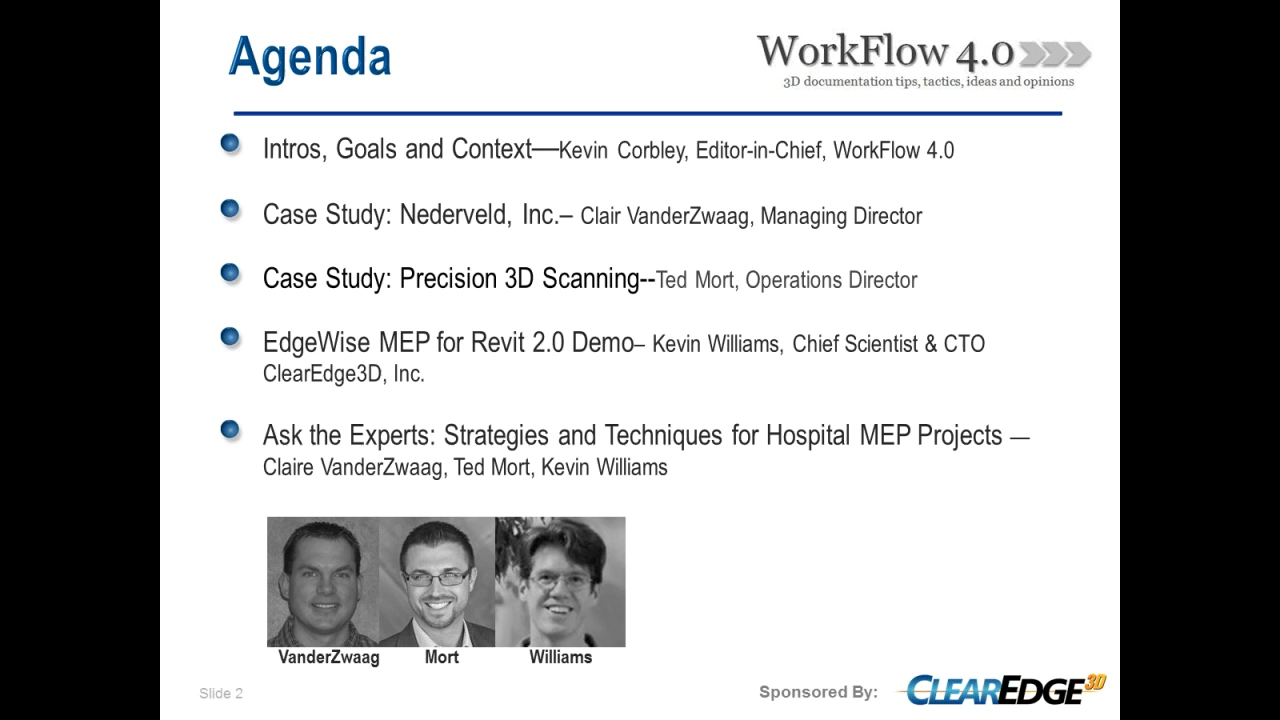 Agenda
WorkFlow 4.0
3D documentation tips, tactics, ideas and opinions
Intros, Goals and Context—Kevin Corbley, Editor-in-Chief, WorkFlow 4.0
Case Study: Nederveld, Inc.– Clair VanderZwaag, Managing Director
Case Study: Precision 3D Scanning--Ted Mort, Operations Director
EdgeWise MEP for Revit 2.0 Demo– Kevin Williams, Chief Scientist & CTO
ClearEdge3D, Inc.
Ask the Experts: Strategies and Techniques for Hospital MEP Projects —
Claire VanderZwaag, Ted Mort, Kevin Williams
VanderZwaag Mort Williams
Slide 2
Sponsored By: CLEAREDGE3D